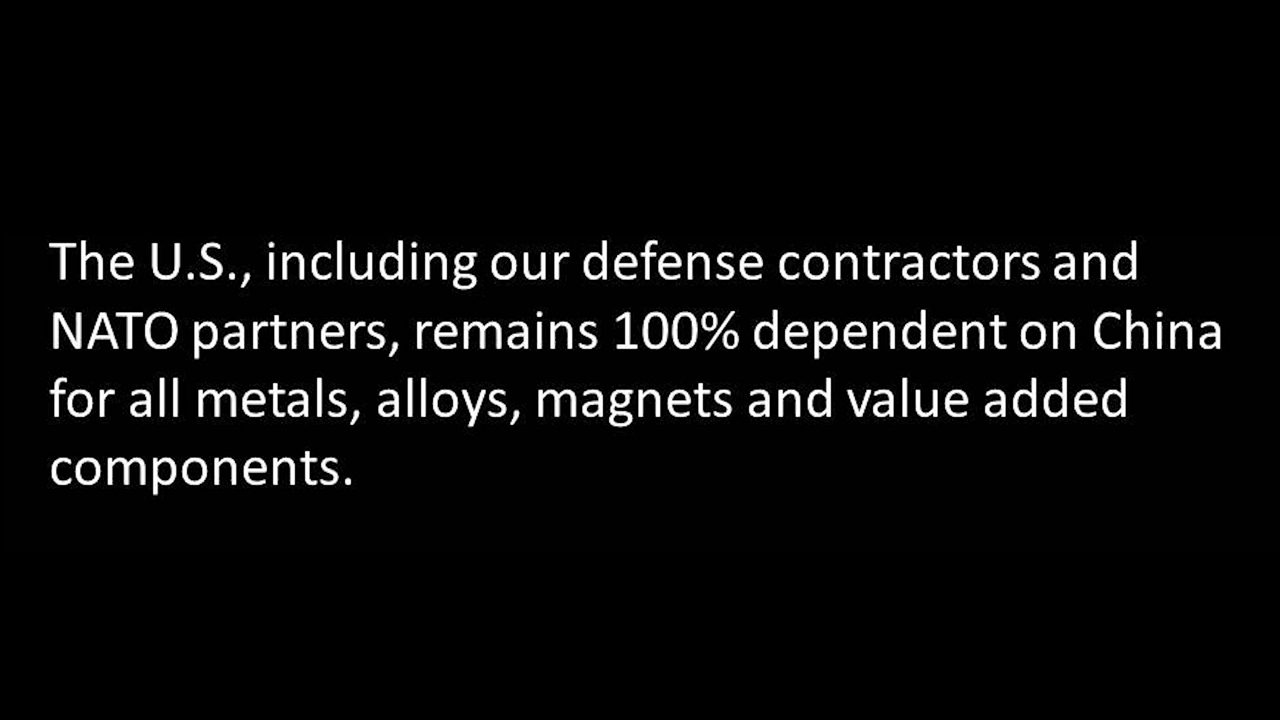 The U.S., including our defense contractors and
NATO partners, remains 100% dependent on China
for all metals, alloys, magnets and value added
components.